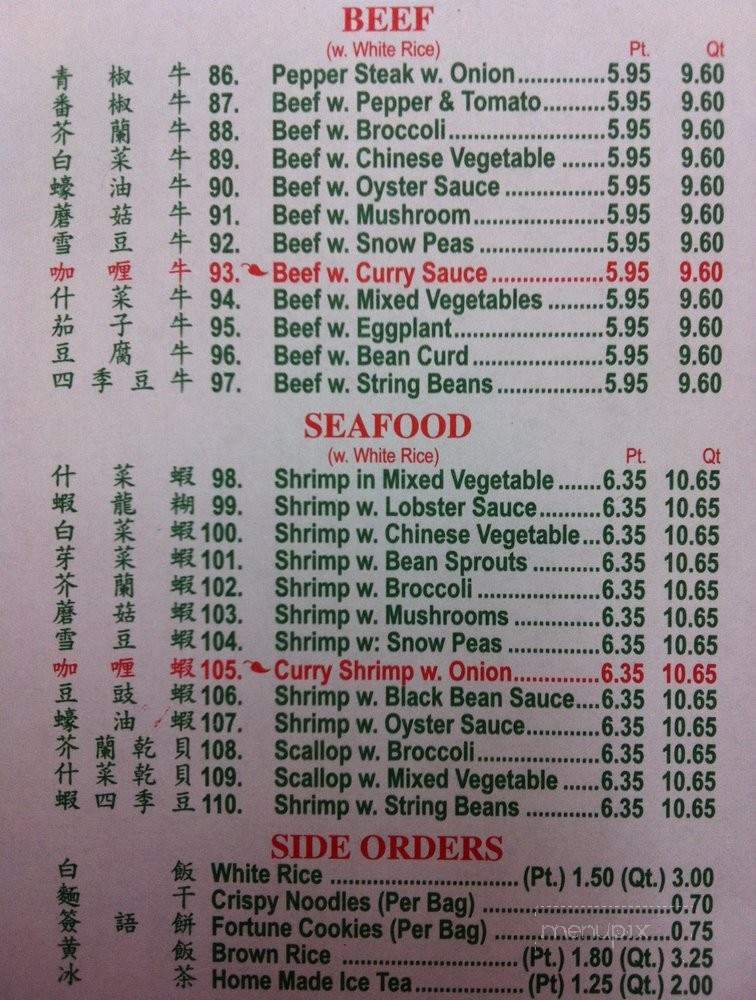 BEEF
(w. White Rice) Pt. Qt
青椒牛 86. Pepper Steak w. Onion...............5.95 9.60
番椒牛 87. Beef w. Pepper & Tomato..........5.95 9.60
芥蘭牛 88. Beef w. Broccoli.........................5.95 9.60
白菜牛 89. Beef w. Chinese Vegetable .......5.95 9.60
蠔油牛 90. Beef w. Oyster Sauce ................5.95 9.60
蘑菇牛 91. Beef w. Mushroom.....................5.95 9.60
雪豆牛 92. Beef w. Snow Peas ....................5.95 9.60
咖喱牛 93. Beef w. Curry Sauce ..................5.95 9.60
什菜牛 94. Beef w. Mixed Vegetables .........5.95 9.60
茄子牛 95. Beef w. Eggplant........................5.95 9.60
豆腐牛 96. Beef w. Bean Curd.....................5.95 9.60
四季豆牛 97. Beef w. String Beans .................5.95 9.60
SEAFOOD
(w. White Rice) Pt. Qt
什菜蝦 98. Shrimp in Mixed Vegetable .......6.35 10.65
蝦龍糊 99. Shrimp w. Lobster Sauce..........6.35 10.65
白菜蝦 100. Shrimp w. Chinese Vegetable...6.35 10.65
芽菜蝦 101. Shrimp w. Bean Sprouts ...........6.35 10.65
芥蘭蝦 102. Shrimp w. Broccoli ....................6.35 10.65
蘑菇蝦 103. Shrimp w. Mushrooms ..............6.35 10.65
雪豆蝦 104. Shrimp w: Snow Peas ...............6.35 10.65
咖喱蝦 105. Curry Shrimp w. Onion..............6.35 10.65
豆豉蝦 106. Shrimp w. Black Bean Sauce....6.35 10.65
蠔油蝦 107. Shrimp w. Oyster Sauce............6.35 10.65
芥蘭乾貝 108. Scallop w. Broccoli....................6.35 10.65
什菜乾貝 109. Scallop w. Mixed Vegetable ......6.35 10.65
蝦四季豆 110. Shrimp w. String Beans ............6.35 10.65
SIDE ORDERS
白飯 White Rice ............................. (Pt.) 1.50 (Qt.) 3.00
麵干 Crispy Noodles (Per Bag) .............................0.70
簽語餅 Fortune Cookies (Per Bag) ...........................0.75
黃飯 Brown Rice ........................... (Pt.) 1.80 (Qt.) 3.25
冰茶 Home Made Ice Tea................. (Pt) 1.25 (Qt.) 2.00
menupix